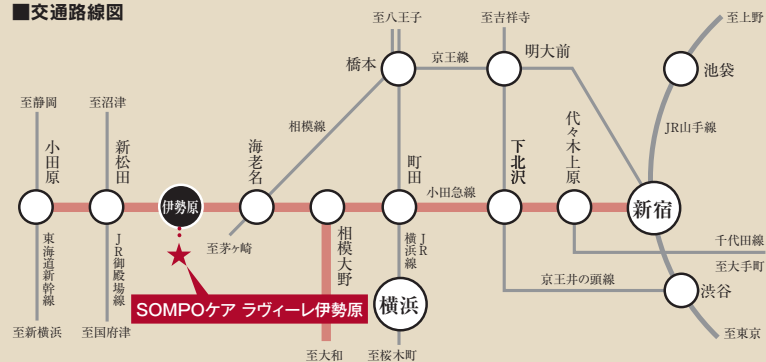 ■交通路線図
至八王子
至吉祥寺
至上野
橋本
京王線
明大前
池袋
至静岡
至沼津
相模線
JR山手線
小田原
新松田
伊勢原
海老名
町田
下北沢
代々木上原
小田急線
新宿
東海道新幹線
JR御殿場線
至茅ヶ崎
相模大野
JR
横浜線
千代田線
至大手町
京王井の頭線
渋谷
SOMPOケア ラヴィーレ伊勢原
横浜
至新横浜
至国府津
至大和
至桜木町
至東京